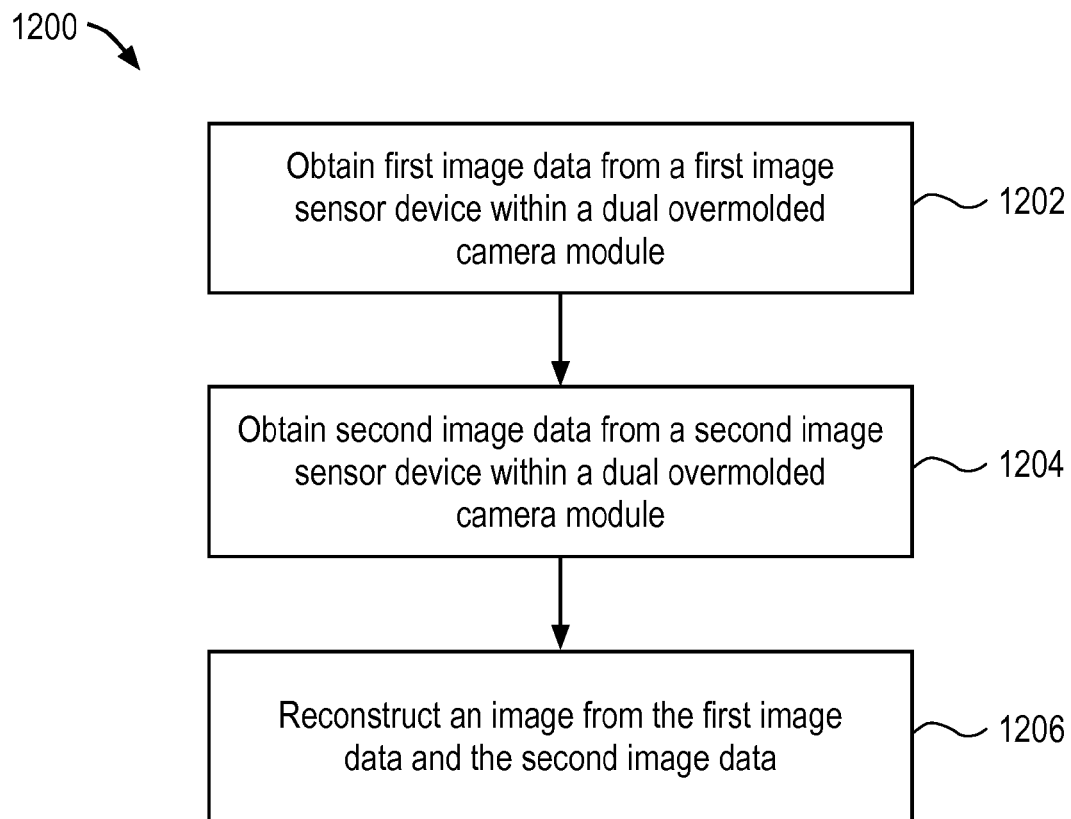 1200
Obtain first image data from a first image
sensor device within a dual overmolded
camera module
1202
Obtain second image data from a second image
sensor device within a dual overmolded
camera module
1204
Reconstruct an image from the first image
data and the second image data
1206